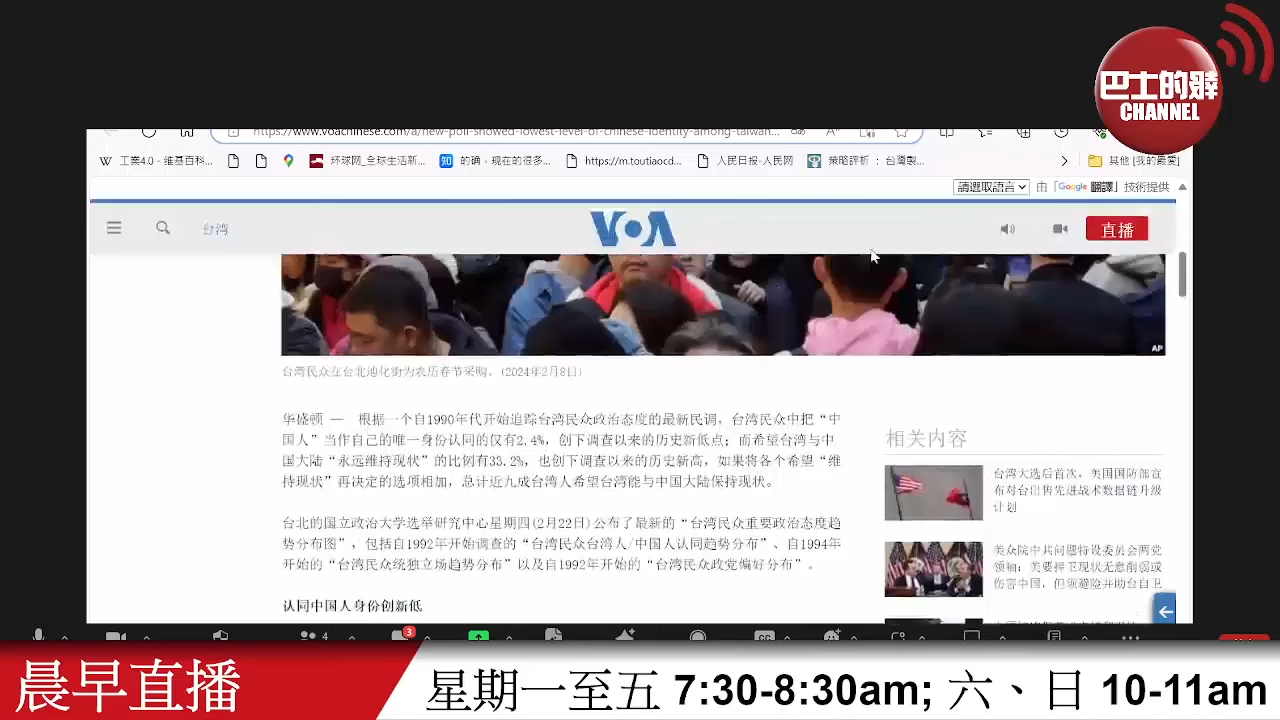 巴士的報
CHANNEL
https://www.voachinese.com/a/new-poll-showed-lowest-level-of-chinese-identity-among-taiwan...
工業4.0 - 维基百科...
环球网_全球生活新...
的确 - 现在的很多...
https://m.toutiaocd...
人民日报-人民网
策略評析 : 台灣製...
其他 [我的最愛]
請選取語言
由「Google 翻譯」技術提供
台湾
VOA
直播
AP
台湾民众在台北迪化街为农历春节采购。(2024年2月8日)
华盛顿 — 根据一个自1990年代开始追踪台湾民众政治态度的最新民调，台湾民众中把“中
国人”当作自己的唯一身份认同的仅有2.4%，创下调查以来的历史新低点；而希望台湾与中
国大陆“永远维持现状”的比例有33.2%，也创下调查以来的历史新高，如果将各个希望“维
持现状”再决定的选项相加，总计近九成台湾人希望台湾能与中国大陆保持现状。
台北的国立政治大学选举研究中心星期四(2月22日)公布了最新的“台湾民众重要政治态度趋
势分布图”，包括自1992年开始调查的“台湾民众台湾人/中国人认同趋势分布”、自1994年
开始的“台湾民众统独立场趋势分布”以及自1992年开始的“台湾民众政党偏好分布”。
认同中国人身份创新低
相关内容
台湾大选后首次，美国国防部宣
布对台出售先进战术数据链升级
计划
美众院中共问题特设委员会两党
领袖：美要捍卫现状无意削弱或
伤害中国，但须避险并助台自卫
4
3
晨早直播
星期一至五 7:30-8:30am; 六、日 10-11am